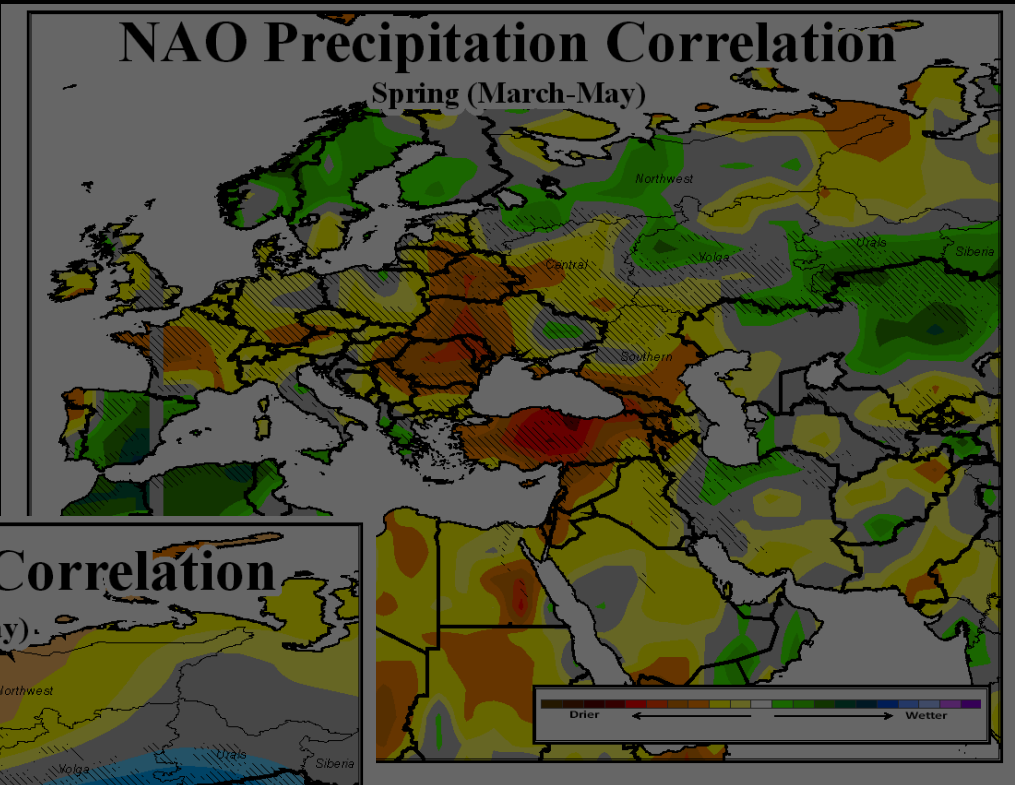 NAO Precipitation Correlation
Spring (March-May)
Northwest
Central
Volga
Urals
Siberia
Southern
Drier
Wetter
Correlation
ay)
Northwest
Volga
Urals
Siberia